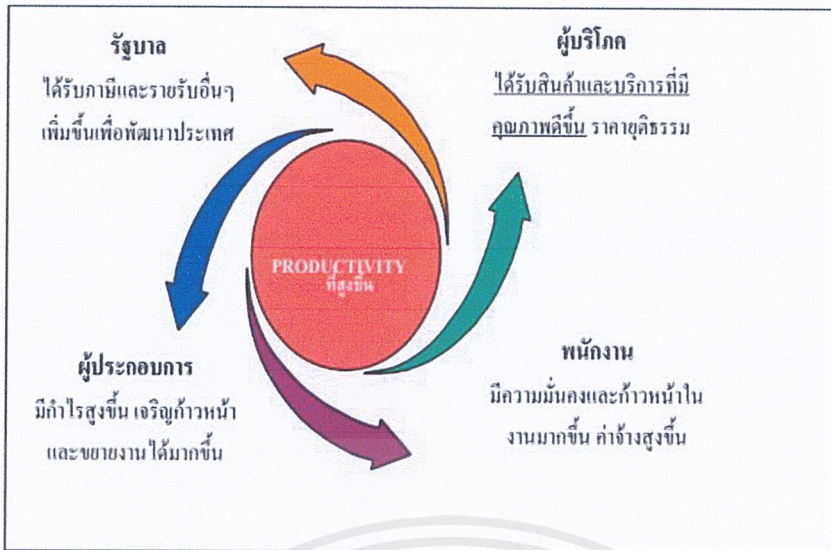 รัฐบาล
ได้รับภาษีและรายรับอื่นๆ
เพิ่มขึ้นเพื่อพัฒนาประเทศ
ผู้บริโภค
ได้รับสินค้าและบริการที่มี
คุณภาพดีขึ้น ราคายุติธรรม
PRODUCTIVITY
ที่สูงขึ้น
ผู้ประกอบการ
มีกำไรสูงขึ้น เจริญก้าวหน้า
และขยายงานได้มากขึ้น
พนักงาน
มีความมั่นคงและก้าวหน้าใน
งานมากขึ้น ค่าจ้างสูงขึ้น